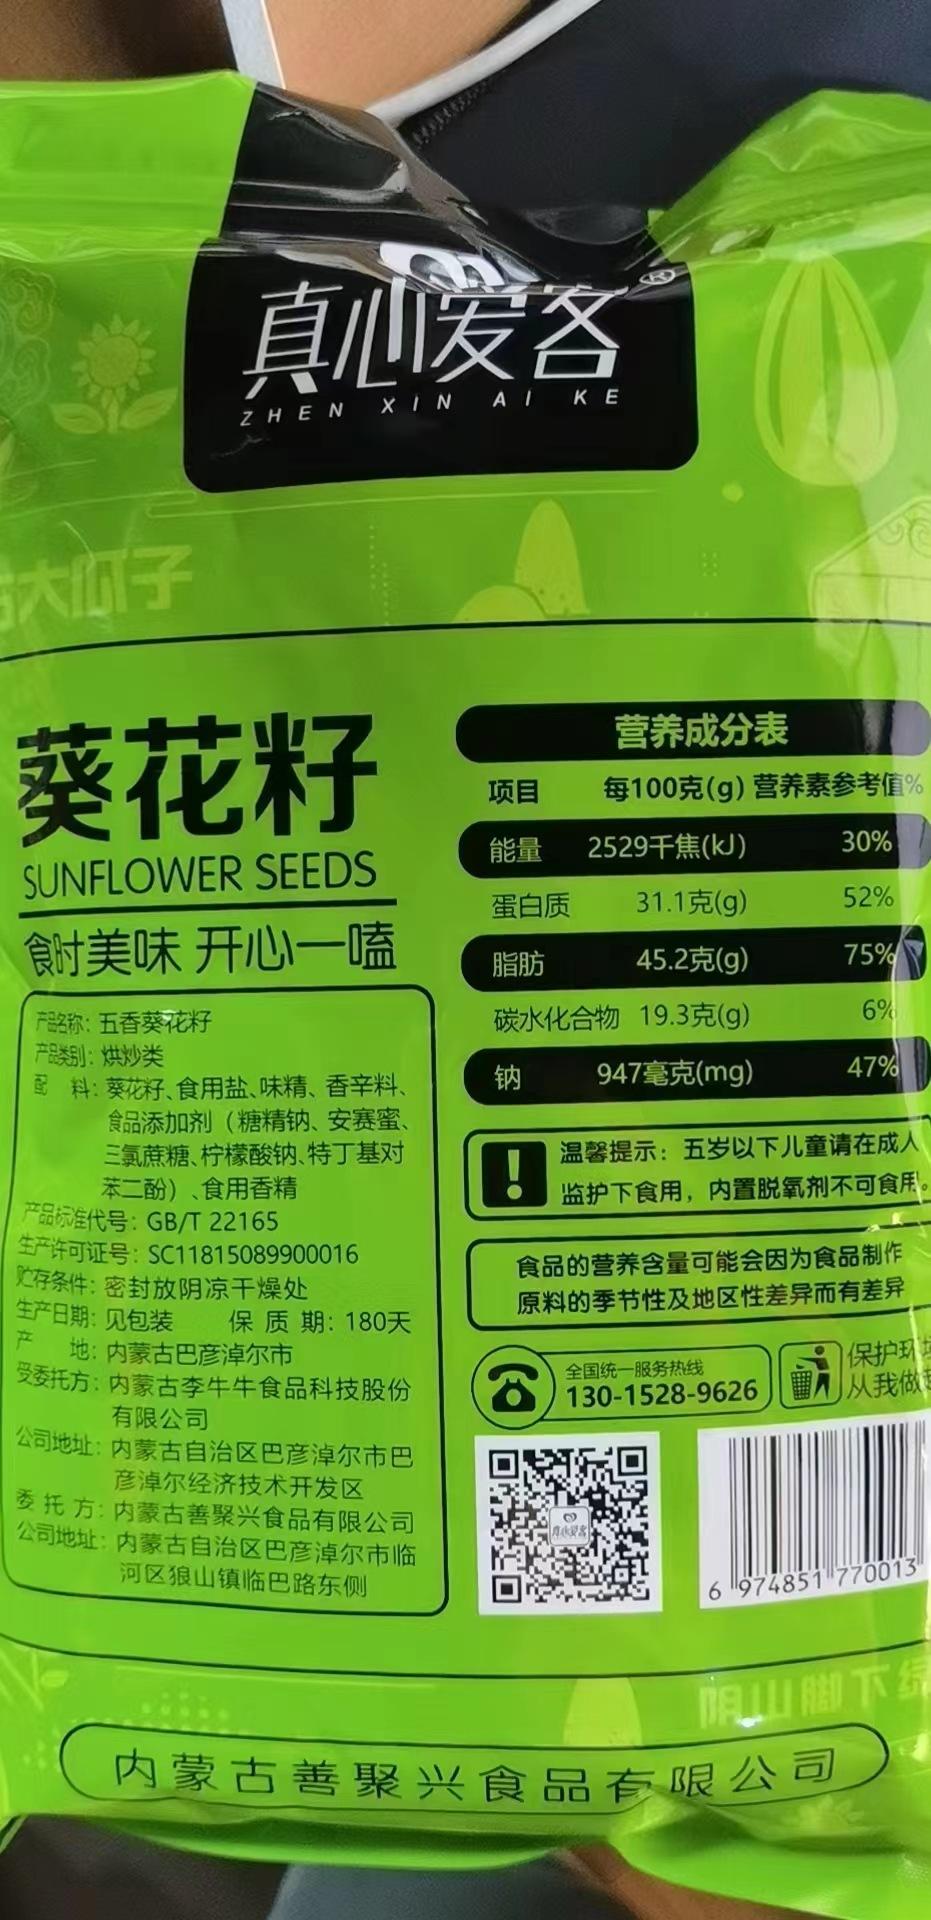 真心爱客®
ZHEN XIN AI KE
大瓜子
葵花籽
SUNFLOWER SEEDS
食时美味 开心一嗑
产品名称: 五香葵花籽
产品类别: 烘炒类
配 料: 葵花籽、食用盐、味精、香辛料、
食品添加剂（糖精钠、安赛蜜、
三氯蔗糖、柠檬酸钠、特丁基对
苯二酚）、食用香精
产品标准代号: GB/T 22165
生产许可证号: SC11815089900016
贮存条件: 密封放阴凉干燥处
生产日期: 见包装 保 质 期: 180天
产 地: 内蒙古巴彦淖尔市
受委托方: 内蒙古李牛牛食品科技股份
有限公司
公司地址: 内蒙古自治区巴彦淖尔市巴
彦淖尔经济技术开发区
委 托 方: 内蒙古善聚兴食品有限公司
公司地址: 内蒙古自治区巴彦淖尔市临
河区狼山镇临巴路东侧
营养成分表
项目 每100克(g) 营养素参考值%
能量 2529千焦(kJ) 30%
蛋白质 31.1克(g) 52%
脂肪 45.2克(g) 75%
碳水化合物 19.3克(g) 6%
钠 947毫克(mg) 47%
温馨提示: 五岁以下儿童请在成人
监护下食用，内置脱氧剂不可食用。
食品的营养含量可能会因为食品制作
原料的季节性及地区性差异而有差异
全国统一服务热线
130-1528-9626
保护环境
从我做起
真心爱客
6 974851 770013
阴山脚下绿
内蒙古善聚兴食品有限公司